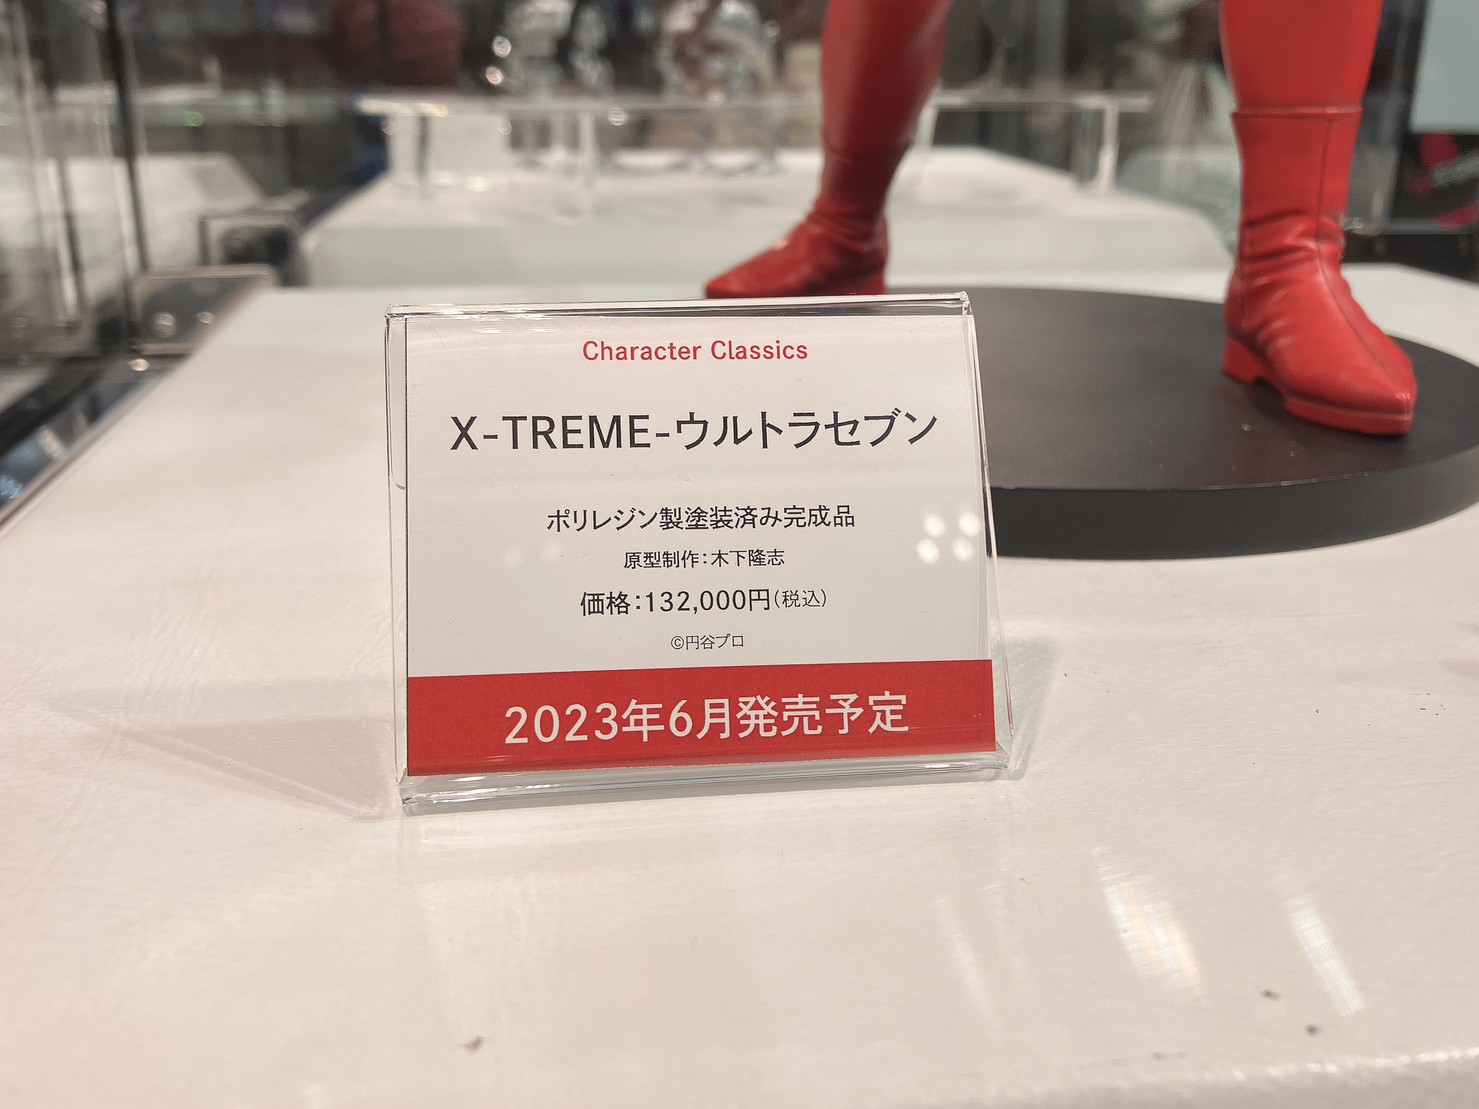 Character Classics
X-TREME-ウルトラセブン
ポリレジン製塗装済み完成品
原型制作：木下隆志
価格：132,000円(税込)
©円谷プロ
2023年6月発売予定